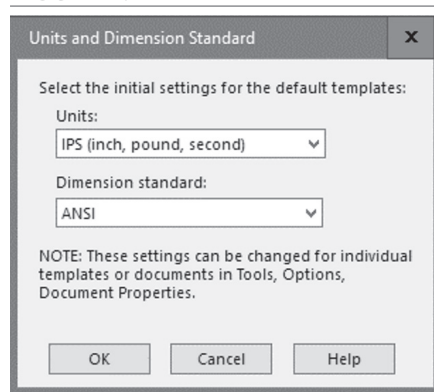 Units and Dimension Standard
x
Select the initial settings for the default templates:
Units:
IPS (inch, pound, second)
Dimension standard:
ANSI
NOTE: These settings can be changed for individual
templates or documents in Tools, Options,
Document Properties.
OK Cancel Help